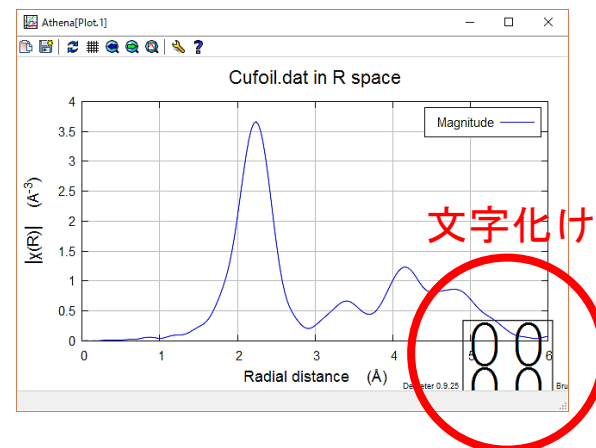 Athena[Plot.1]
Cufoil.dat in R space
Magnitude
4
3.5
3
2.5
2
1.5
1
0.5
0
|χ(R)| (Å⁻³)
文字化け
0 1 2 3 4 5 6
00
00
Radial distance (Å)
Demeter 0.9.25
Bru